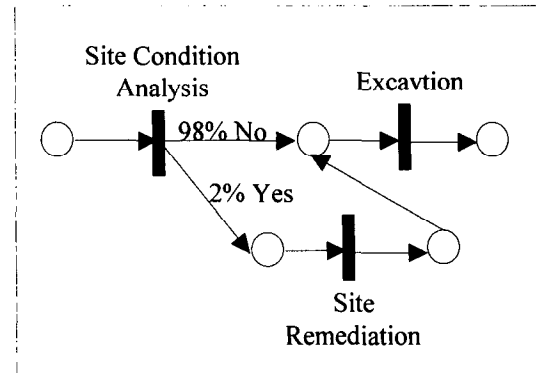 Site Condition
Analysis
Excavtion
98% No
2% Yes
Site
Remediation